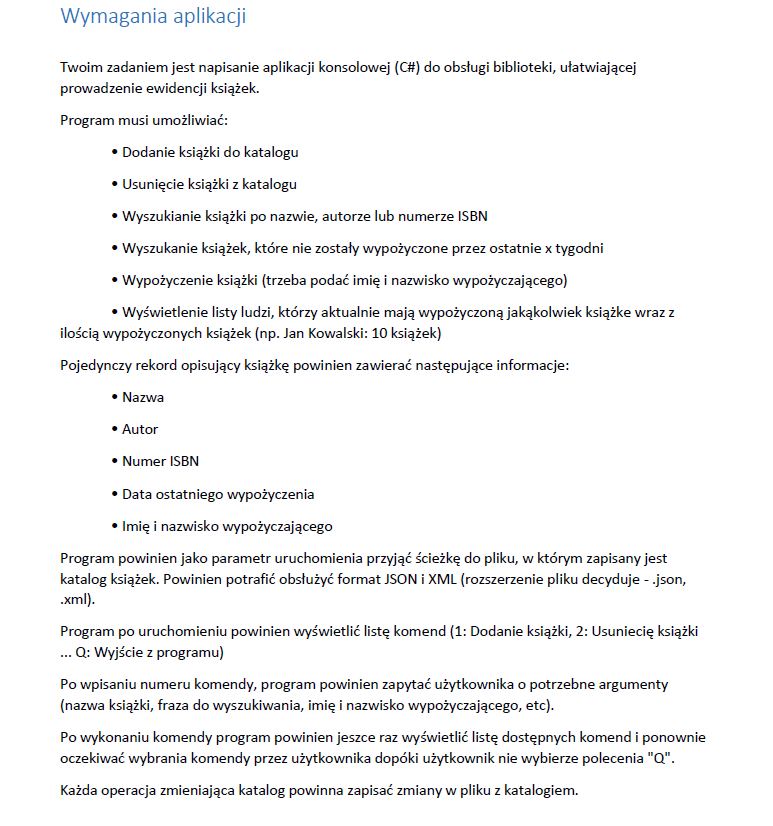 Wymagania aplikacji
Twoim zadaniem jest napisanie aplikacji konsolowej (C#) do obsługi biblioteki, ułatwiającej
prowadzenie ewidencji książek.
Program musi umożliwiać:
• Dodanie książki do katalogu
• Usunięcie książki z katalogu
• Wyszukianie książki po nazwie, autorze lub numerze ISBN
• Wyszukanie książek, które nie zostały wypożyczone przez ostatnie x tygodni
• Wypożyczenie książki (trzeba podać imię i nazwisko wypożyczającego)
• Wyświetlenie listy ludzi, którzy aktualnie mają wypożyczoną jakąkolwiek książke wraz z
ilością wypożyczonych książek (np. Jan Kowalski: 10 książek)
Pojedynczy rekord opisujący książkę powinien zawierać następujące informacje:
• Nazwa
• Autor
• Numer ISBN
• Data ostatniego wypożyczenia
• Imię i nazwisko wypożyczającego
Program powinien jako parametr uruchomienia przyjąć ścieżkę do pliku, w którym zapisany jest
katalog książek. Powinien potrafić obsłużyć format JSON i XML (rozszerzenie pliku decyduje - .json,
.xml).
Program po uruchomieniu powinien wyświetlić listę komend (1: Dodanie książki, 2: Usuniecię książki
... Q: Wyjście z programu)
Po wpisaniu numeru komendy, program powinien zapytać użytkownika o potrzebne argumenty
(nazwa książki, fraza do wyszukiwania, imię i nazwisko wypożyczającego, etc).
Po wykonaniu komendy program powinien jeszcze raz wyświetlić listę dostępnych komend i ponownie
oczekiwać wybrania komendy przez użytkownika dopóki użytkownik nie wybierze polecenia "Q".
Każda operacja zmieniająca katalog powinna zapisać zmiany w pliku z katalogiem.